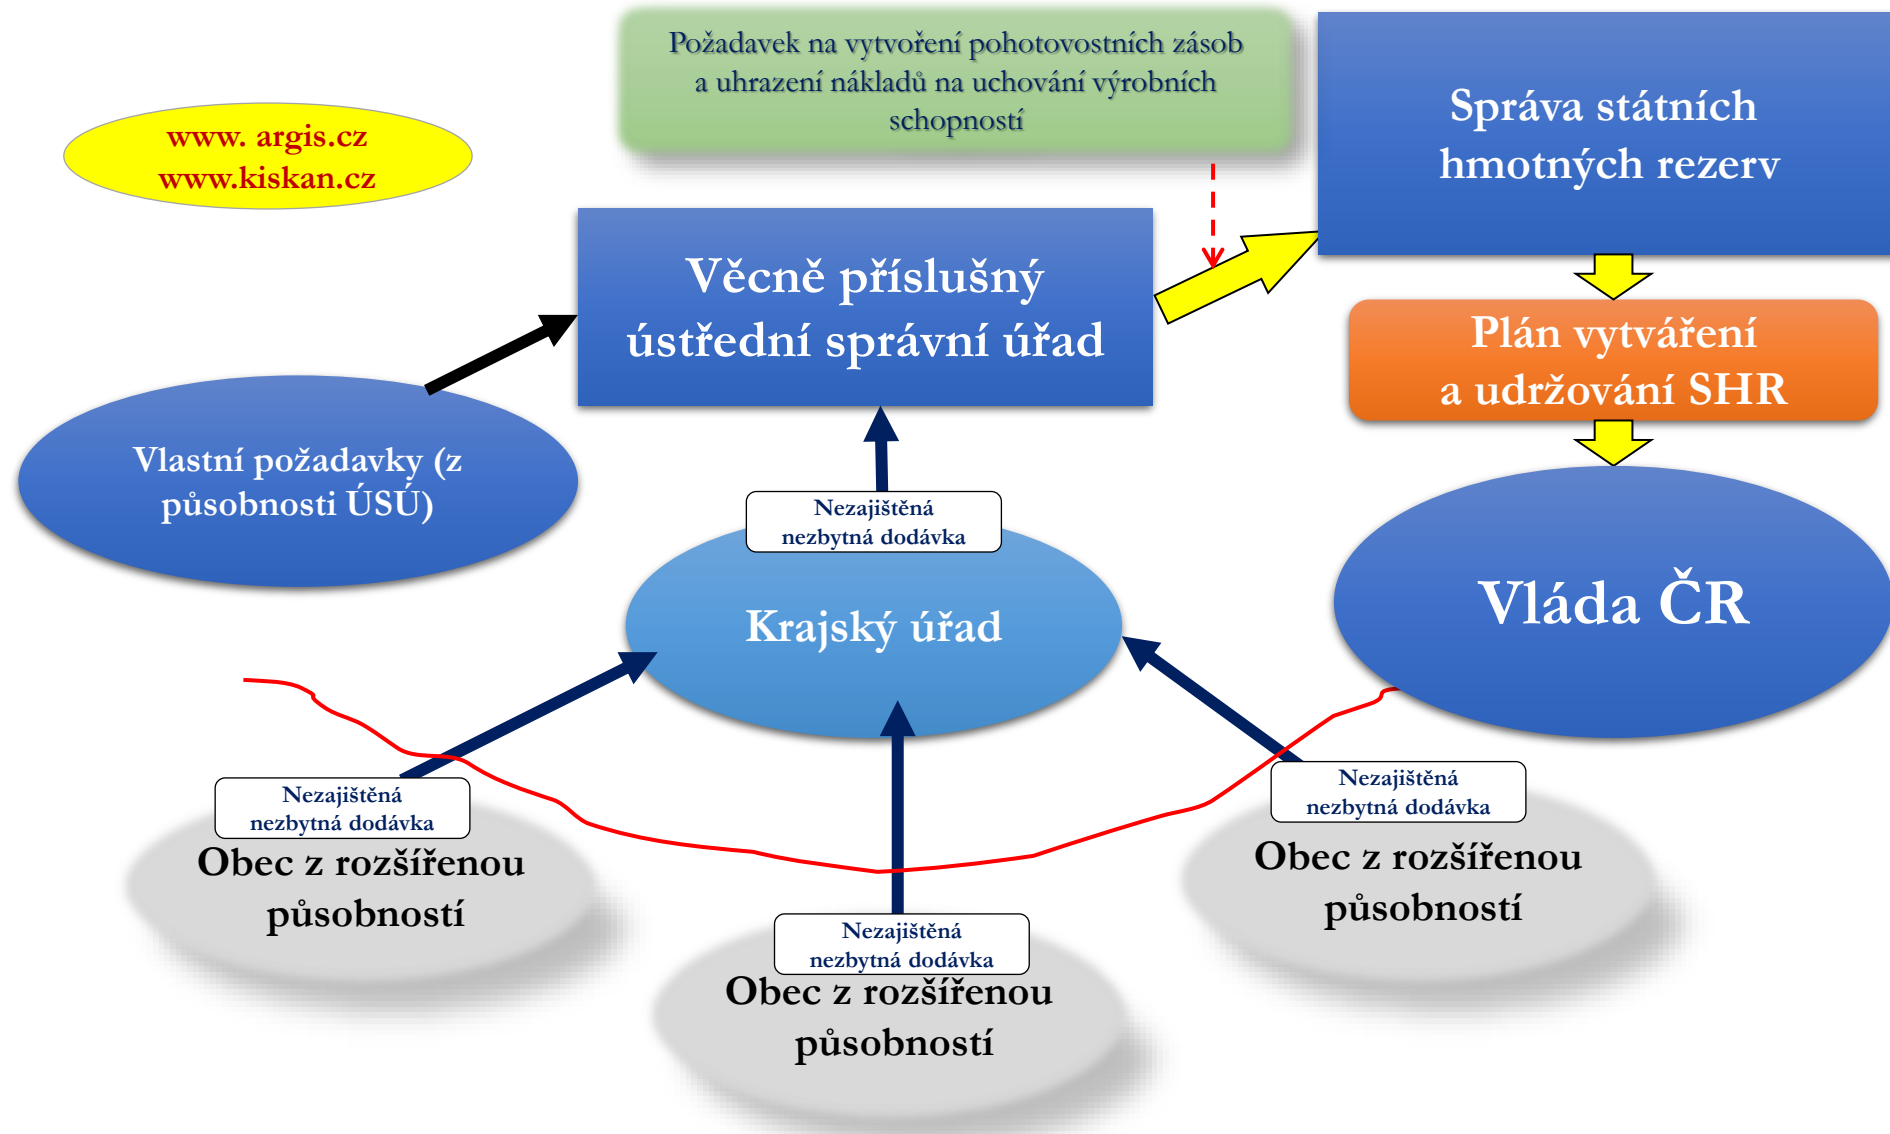 Požadavek na vytvoření pohotovostních zásob
a uhrazení nákladů na uchování výrobních
schopností
Správa státních
hmotných rezerv
www. argis.cz
www.kiskan.cz
Věcně příslušný
ústřední správní úřad
Plán vytváření
a udržování SHR
Vlastní požadavky (z
působnosti ÚSÚ)
Nezajištěná
nezbytná dodávka
Krajský úřad
Vláda ČR
Nezajištěná
nezbytná dodávka
Obec z rozšířenou
působností
Nezajištěná
nezbytná dodávka
Obec z rozšířenou
působností
Nezajištěná
nezbytná dodávka
Obec z rozšířenou
působností